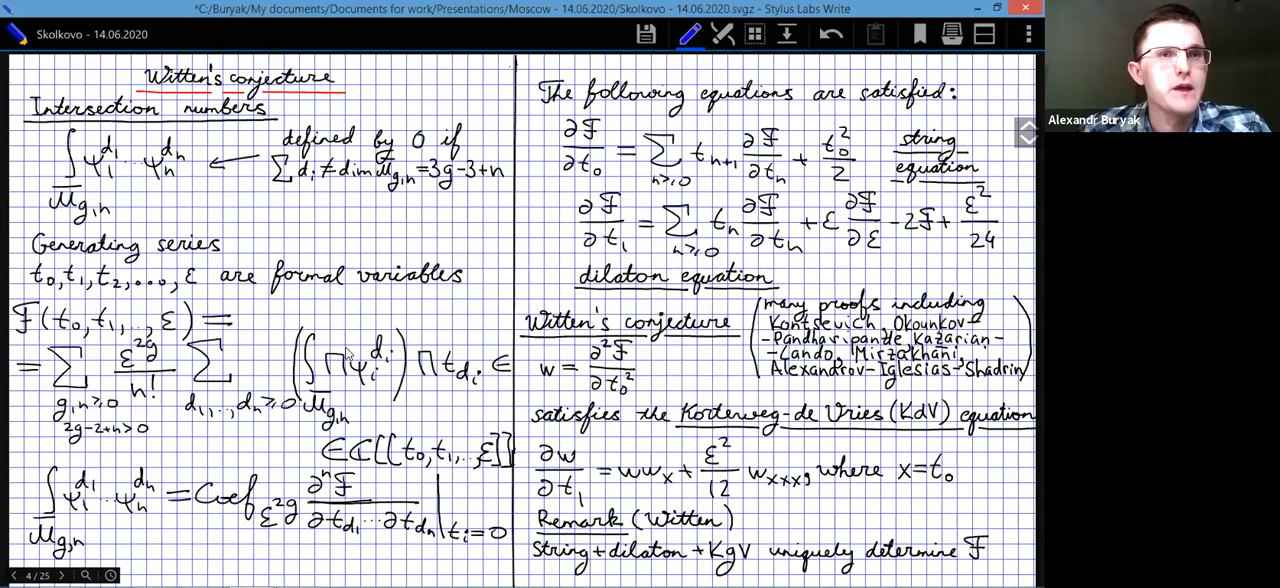 *C:/Buryak/My documents/Documents for work/Presentations/Moscow - 14.06.2020/Skolkovo - 14.06.2020.svgz - Stylus Labs Write
Skolkovo - 14.06.2020
Witten's conjecture
Intersection numbers
∫_{M̄_{g,n}} ψ_1^{d_1} ... ψ_n^{d_n} ← defined by 0 if
∑ d_i ≠ dim M̄_{g,n} = 3g-3+n
Generating series
t_0, t_1, t_2, ..., ε are formal variables
F(t_0, t_1, .., ε) =
= ∑_{g,n≥0, 2g-2+n>0} ε^{2g}/n! ∑_{d_1,..,d_n≥0} (∫_{M̄_{g,n}} ∏ψ_i^{d_i}) ∏ t_{d_i} ∈
∈ ℂ[[t_0, t_1, .., ε]]
∫_{M̄_{g,n}} ψ_1^{d_1} ... ψ_n^{d_n} = Coef_{ε^{2g}} ∂^n F/∂t_{d_1}...∂t_{d_n} |_{t_i=0}
The following equations are satisfied:
∂F/∂t_0 = ∑_{n≥0} t_{n+1} ∂F/∂t_n + t_0^2/2 string
equation
∂F/∂t_1 = ∑_{n≥0} t_n ∂F/∂t_n + ε ∂F/∂ε - 2F + ε^2/24
dilaton equation
Witten's conjecture
(many proofs including
Kontsevich, Okounkov-
-Pandharipande, Kazarian-
-Lando, Mirzakhani,
Alexandrov-Iglesias-Shadrin)
w = ∂^2F/∂t_0^2
satisfies the Korteweg-de Vries (KdV) equation
∂w/∂t_1 = ww_x + ε^2/12 w_{xxx}, where x=t_0
Remark (Witten)
String + dilaton + KgV uniquely determine F
4 / 25
Alexandr Buryak